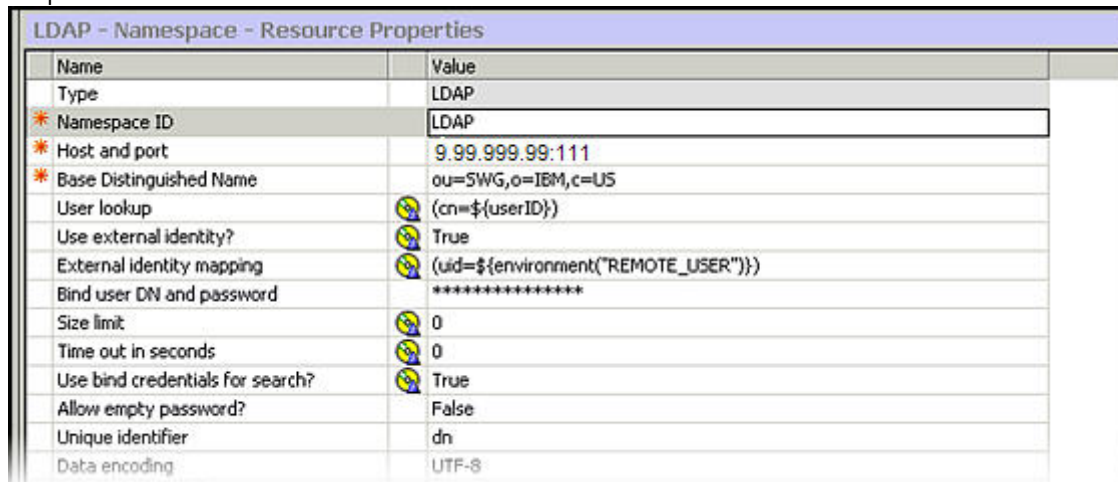 LDAP - Namespace - Resource Properties
Name Value
Type LDAP
* Namespace ID LDAP
* Host and port 9.99.999.99:111
* Base Distinguished Name ou=SWG,o=IBM,c=US
User lookup (cn=${userID})
Use external identity? True
External identity mapping (uid=${environment("REMOTE_USER")})
Bind user DN and password ***************
Size limit 0
Time out in seconds 0
Use bind credentials for search? True
Allow empty password? False
Unique identifier dn
Data encoding UTF-8